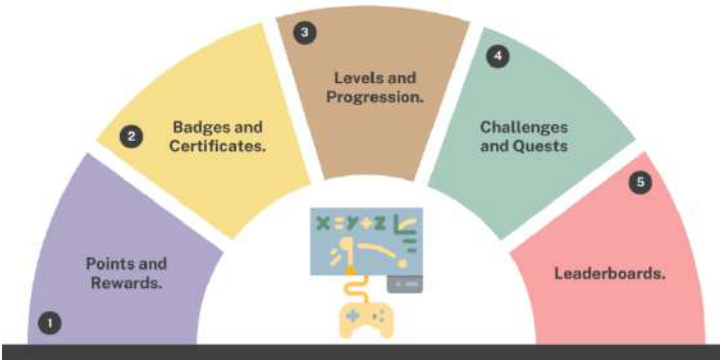 1
Points and
Rewards.
2
Badges and
Certificates.
3
Levels and
Progression.
4
Challenges
and Quests
5
Leaderboards.
X=y+z